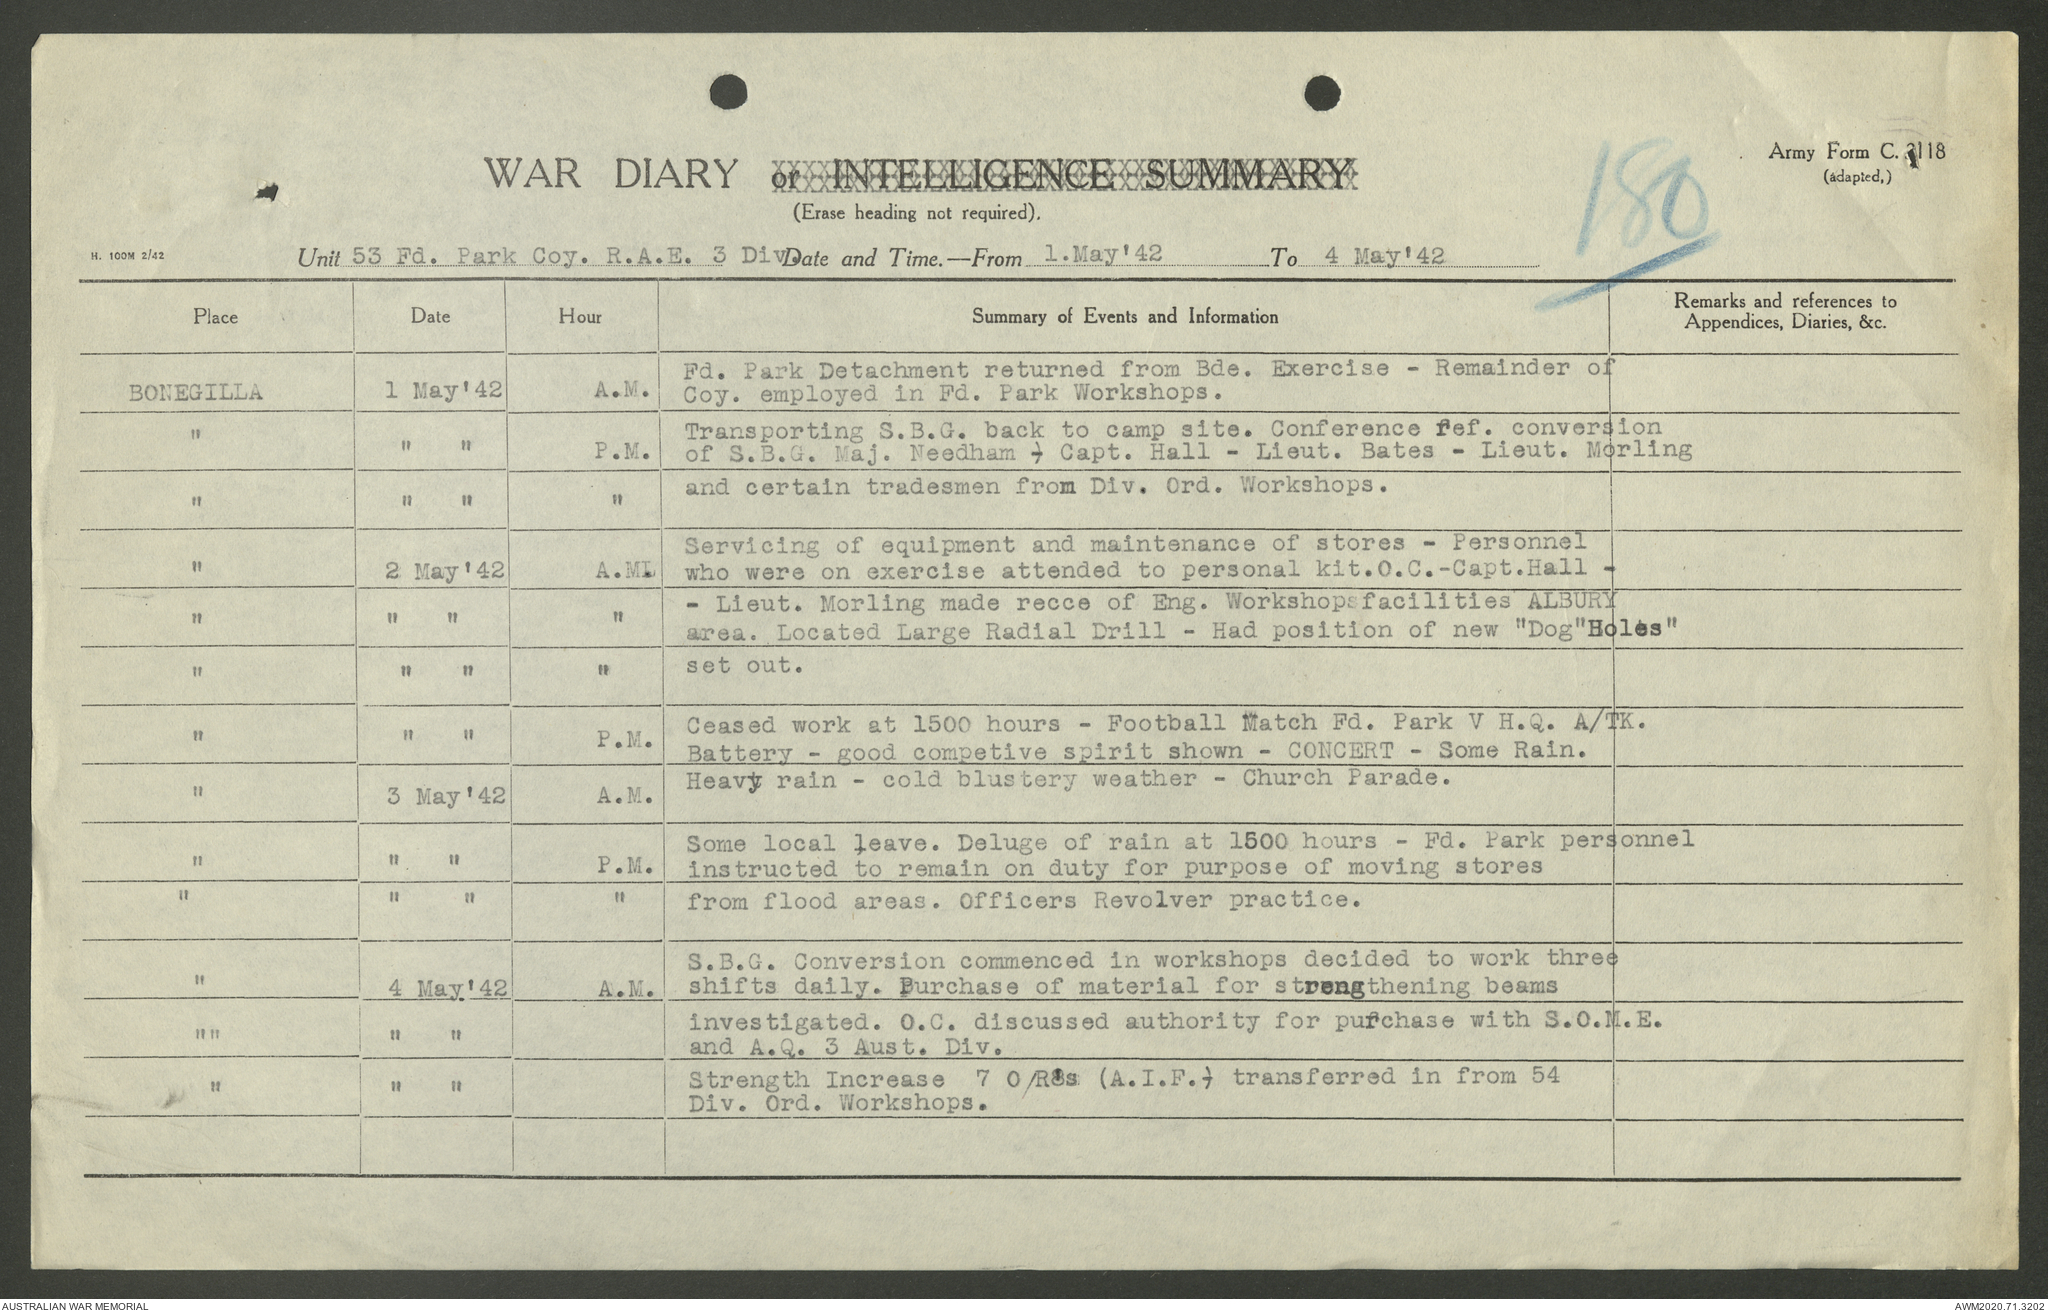 WAR DIARY or INTELLIGENCE SUMMARY
(Erase heading not required).
180
Army Form C. 2118
(adapted,)
H. 100M 2/42
Unit 53 Fd. Park Coy. R.A.E. 3 Div. Date and Time.—From 1.May'42 To 4 May'42
Place Date Hour Summary of Events and Information Remarks and references to
Appendices, Diaries, &c.
Fd. Park Detachment returned from Bde. Exercise - Remainder of
BONEGILLA 1 May'42 A.M. Coy. employed in Fd. Park Workshops.
" Transporting S.B.G. back to camp site. Conference ref. conversion
" " P.M. of S.B.G. Maj. Needham - Capt. Hall - Lieut. Bates - Lieut. Morling
" " " " and certain tradesmen from Div. Ord. Workshops.
Servicing of equipment and maintenance of stores - Personnel
" 2 May'42 A.M. who were on exercise attended to personal kit.O.C.-Capt.Hall -
" " " " - Lieut. Morling made recce of Eng. Workshops facilities ALBURY
area. Located Large Radial Drill - Had position of new "Dog"Holes"
" " " " set out.
Ceased work at 1500 hours - Football Match Fd. Park V H.Q. A/TK.
" " " P.M. Battery - good competive spirit shown - CONCERT - Some Rain.
" 3 May'42 A.M. Heavy rain - cold blustery weather - Church Parade.
Some local leave. Deluge of rain at 1500 hours - Fd. Park personnel
" " " P.M. instructed to remain on duty for purpose of moving stores
" " " " from flood areas. Officers Revolver practice.
S.B.G. Conversion commenced in workshops decided to work three
" 4 May'42 A.M. shifts daily. Purchase of material for strengthening beams
"" " " investigated. O.C. discussed authority for purchase with S.O.M.E.
and A.Q. 3 Aust. Div.
" " " Strength Increase 7 O/Rs (A.I.F.) transferred in from 54
Div. Ord. Workshops.
AUSTRALIAN WAR MEMORIAL
AWM2020.71.3202